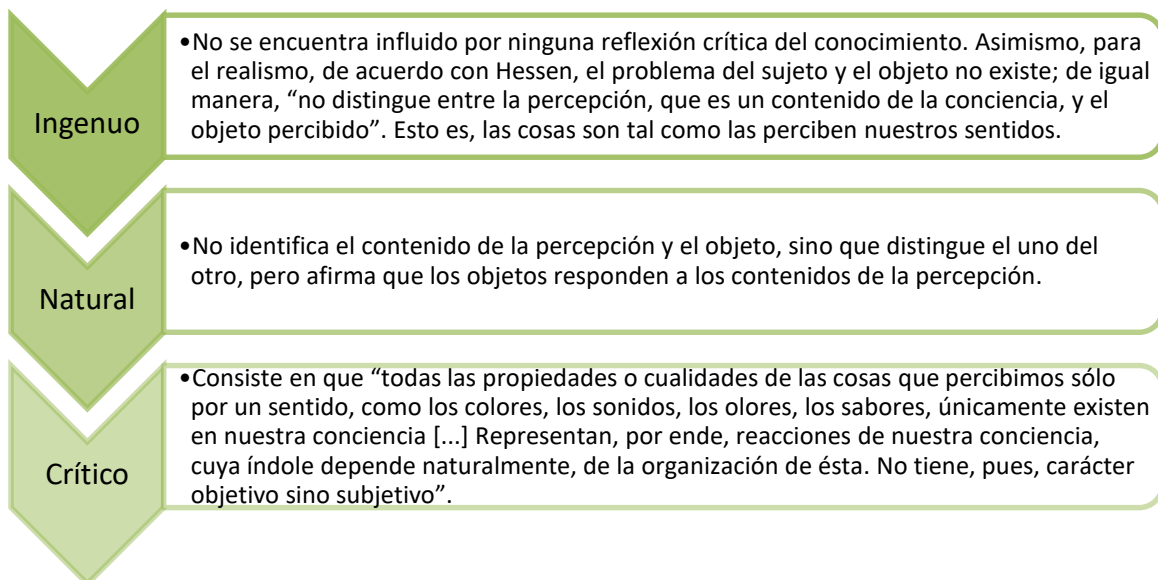 Ingenuo
•No se encuentra influido por ninguna reflexión crítica del conocimiento. Asimismo, para
el realismo, de acuerdo con Hessen, el problema del sujeto y el objeto no existe; de igual
manera, “no distingue entre la percepción, que es un contenido de la conciencia, y el
objeto percibido”. Esto es, las cosas son tal como las perciben nuestros sentidos.
Natural
•No identifica el contenido de la percepción y el objeto, sino que distingue el uno del
otro, pero afirma que los objetos responden a los contenidos de la percepción.
Crítico
•Consiste en que “todas las propiedades o cualidades de las cosas que percibimos sólo
por un sentido, como los colores, los sonidos, los olores, los sabores, únicamente existen
en nuestra conciencia [...] Representan, por ende, reacciones de nuestra conciencia,
cuya índole depende naturalmente, de la organización de ésta. No tiene, pues, carácter
objetivo sino subjetivo”.